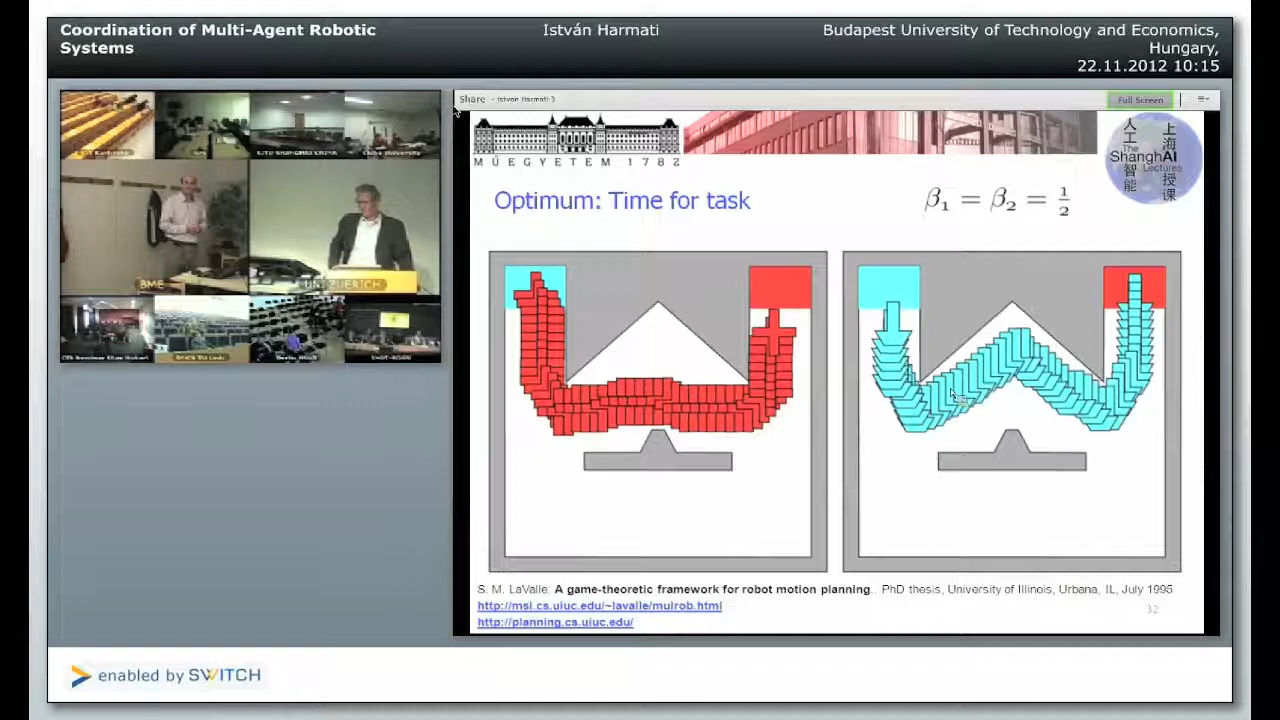 Coordination of Multi-Agent Robotic
Systems
István Harmati
Budapest University of Technology and Economics,
Hungary,
22.11.2012 10:15
Share - Istvan Harmati 3
Full Screen
MŰEGYETEM 1782
人工智能
上海授课
The
ShanghAI
Lectures
Optimum: Time for task
β₁ = β₂ = 1/2
BME
UNI ZUERICH
S. M. LaValle: A game-theoretic framework for robot motion planning. PhD thesis, University of Illinois, Urbana, IL, July 1995
http://msl.cs.uiuc.edu/~lavalle/mulrob.html
32
http://planning.cs.uiuc.edu/
enabled by SWITCH